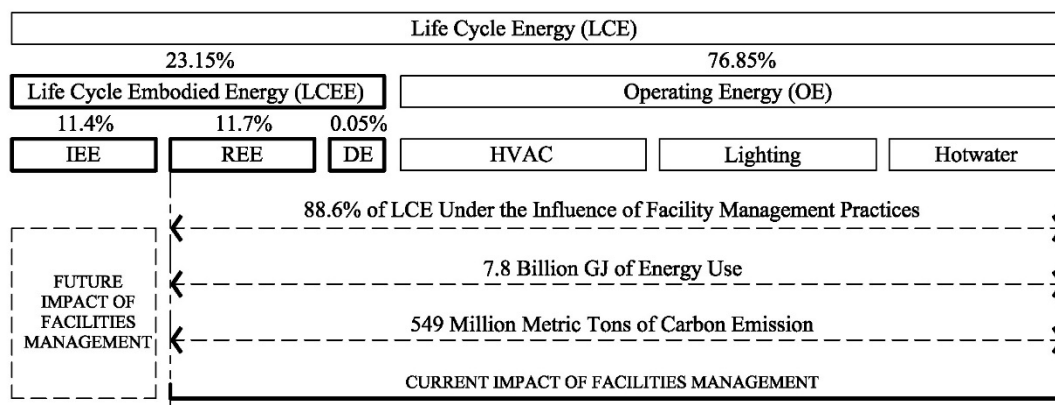 Life Cycle Energy (LCE)
23.15% 76.85%
Life Cycle Embodied Energy (LCEE) Operating Energy (OE)
11.4% 11.7% 0.05%
IEE REE DE HVAC Lighting Hotwater
88.6% of LCE Under the Influence of Facility Management Practices
7.8 Billion GJ of Energy Use
549 Million Metric Tons of Carbon Emission
FUTURE
IMPACT OF
FACILITIES
MANAGEMENT
CURRENT IMPACT OF FACILITIES MANAGEMENT